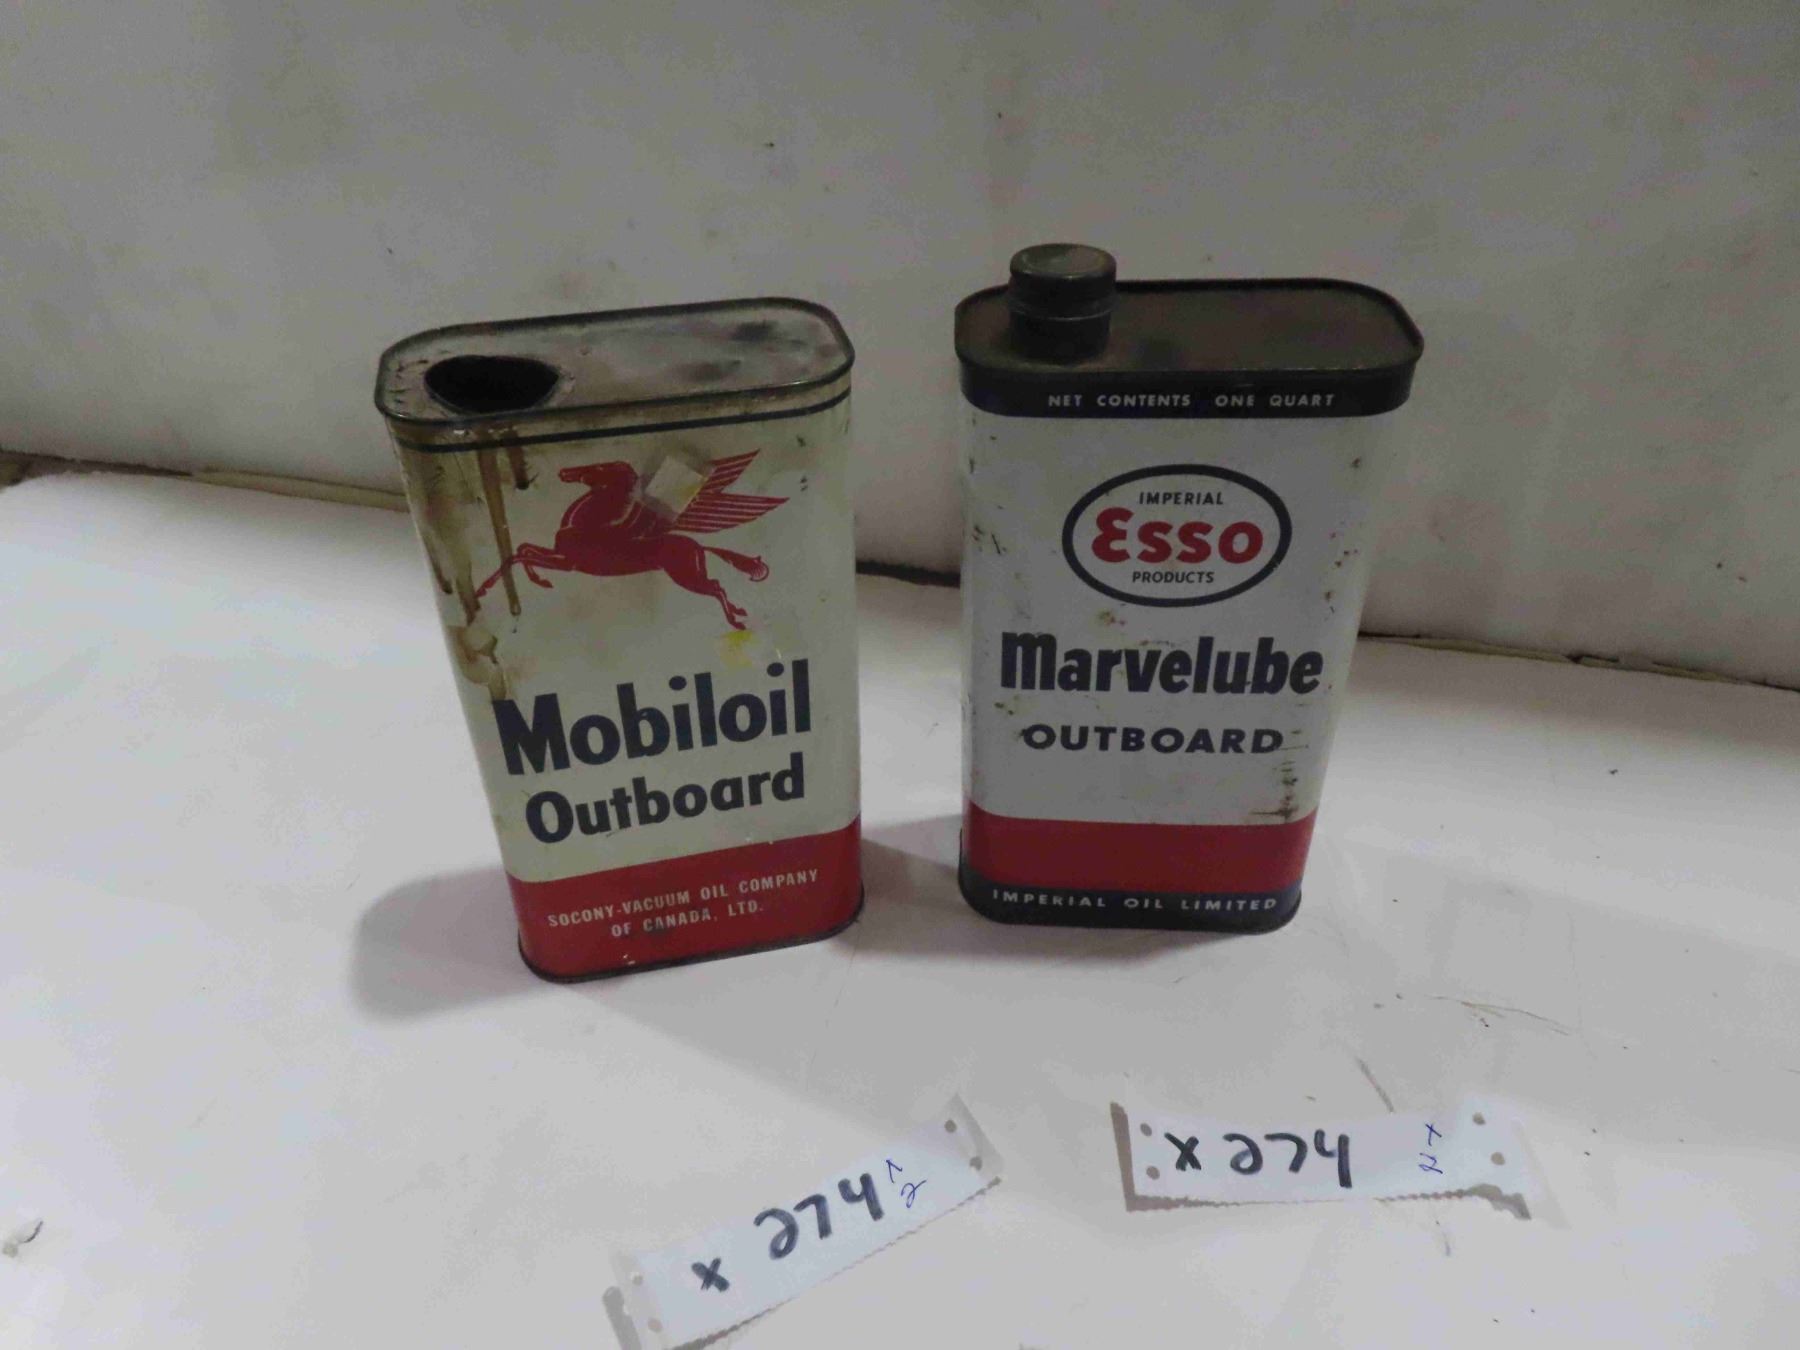 Mobiloil
Outboard
SOCONY-VACUUM OIL COMPANY
OF CANADA, LTD.
NET CONTENTS ONE QUART
IMPERIAL
Esso
PRODUCTS
Marvelube
OUTBOARD
IMPERIAL OIL LIMITED
x 274
x 274